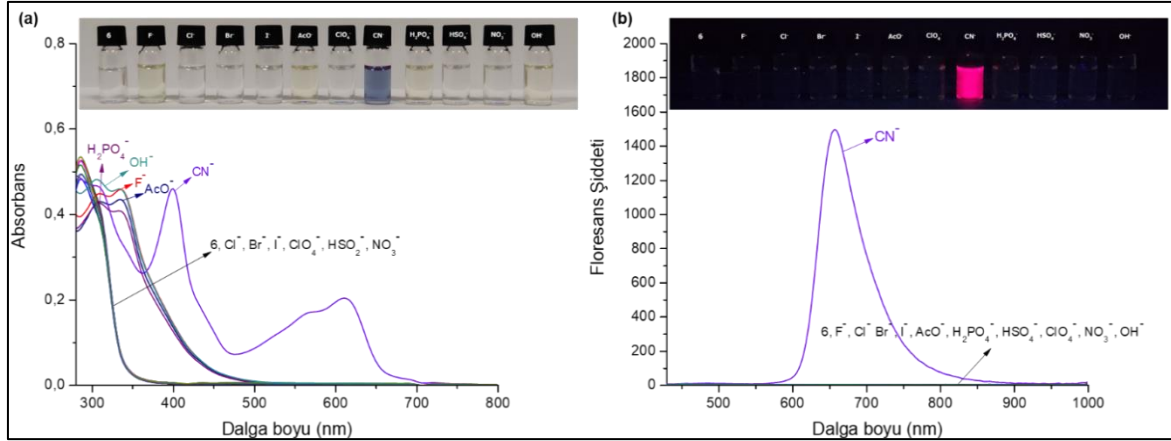 (a)
6 F⁻ Cl⁻ Br⁻ I⁻ AcO⁻ ClO₄⁻ CN⁻ H₂PO₄⁻ HSO₄⁻ NO₃⁻ OH⁻
0,8
0,6
0,4
0,2
0,0
Absorbans
H₂PO₄⁻
OH⁻
F⁻
AcO⁻
CN⁻
6, Cl⁻, Br⁻, I⁻, ClO₄⁻, HSO₂⁻, NO₃⁻
300 400 500 600 700 800
Dalga boyu (nm)
(b)
6 F⁻ Cl⁻ Br⁻ I⁻ AcO⁻ ClO₄⁻ CN⁻ H₂PO₄⁻ HSO₄⁻ NO₃⁻ OH⁻
2000
1800
1600
1400
1200
1000
800
600
400
200
0
Floresans Şiddeti
CN⁻
6, F⁻, Cl⁻ Br⁻, I⁻, AcO⁻, H₂PO₄⁻, HSO₄⁻, ClO₄⁻, NO₃⁻, OH⁻
500 600 700 800 900 1000
Dalga boyu (nm)